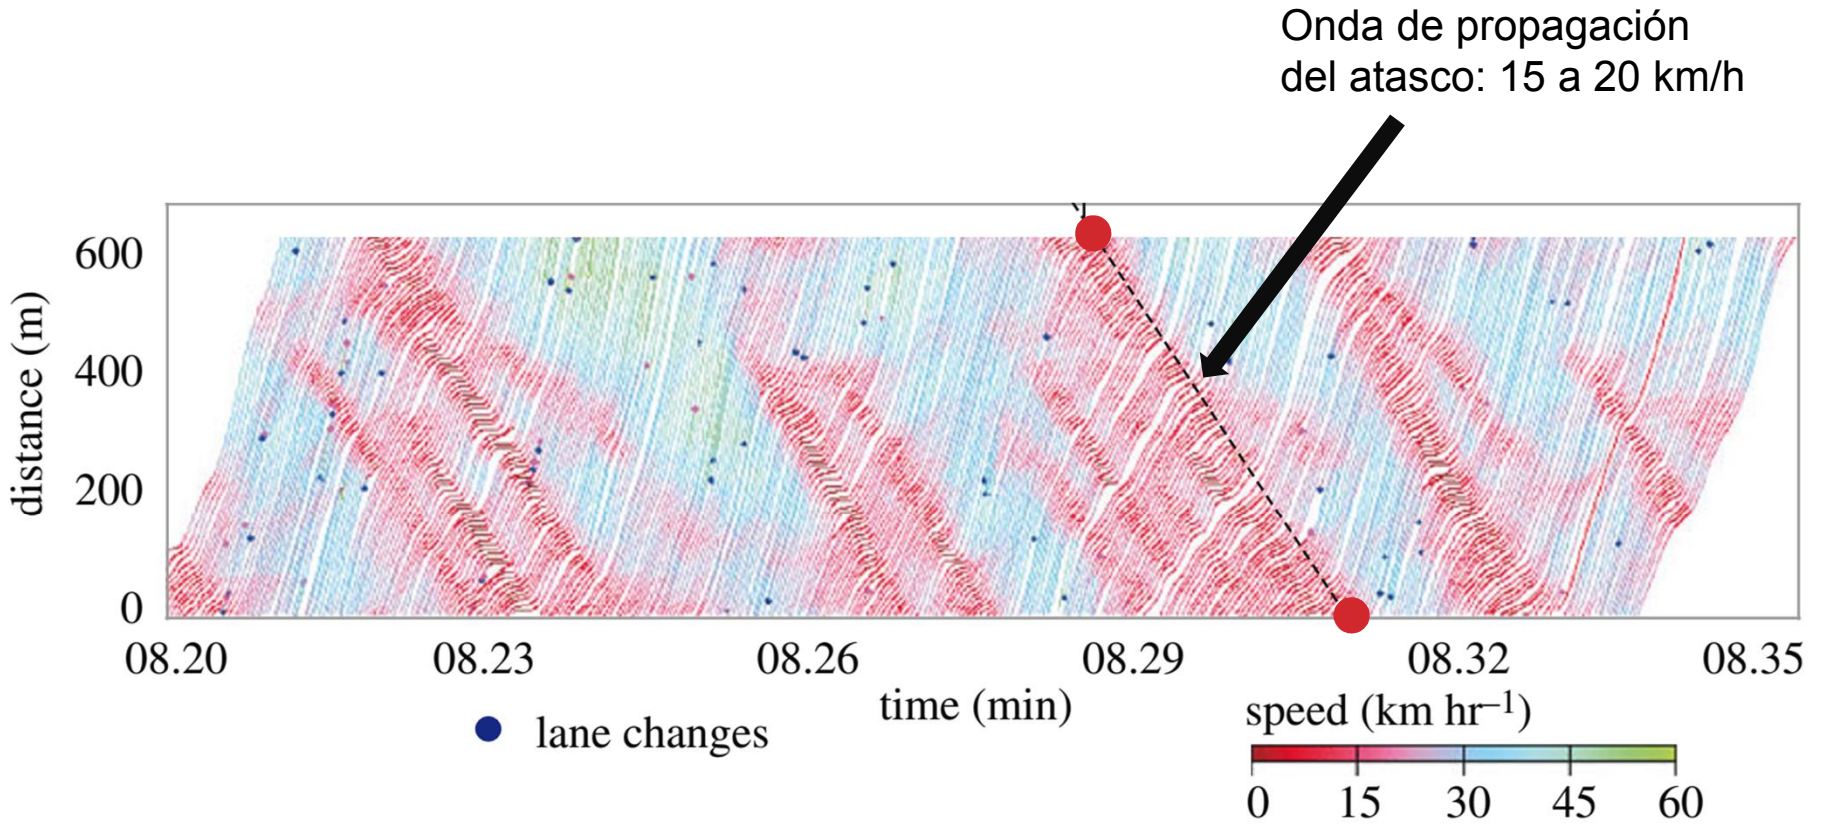 Onda de propagación
del atasco: 15 a 20 km/h
distance (m)
600
400
200
0
08.20 08.23 08.26 08.29 08.32 08.35
time (min)
lane changes
speed (km hr⁻¹)
0 15 30 45 60